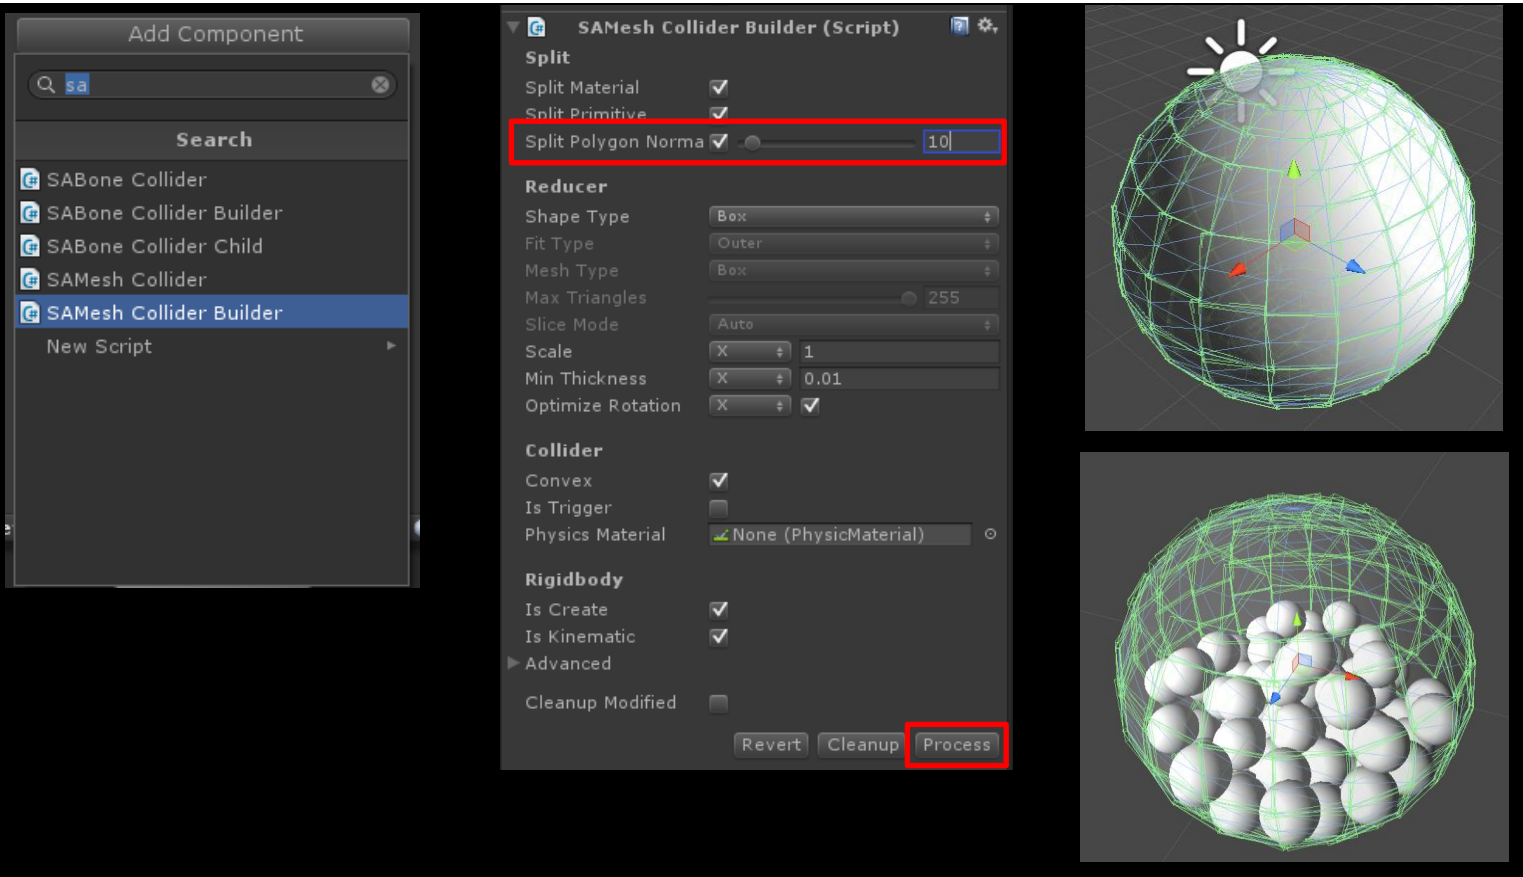 Add Component
sa
Search
SABone Collider
SABone Collider Builder
SABone Collider Child
SAMesh Collider
SAMesh Collider Builder
New Script
SAMesh Collider Builder (Script)
Split
Split Material
Split Primitive
Split Polygon Norma 10
Reducer
Shape Type Box
Fit Type Outer
Mesh Type Box
Max Triangles 255
Slice Mode Auto
Scale X 1
Min Thickness X 0.01
Optimize Rotation X
Collider
Convex
Is Trigger
Physics Material None (PhysicMaterial)
Rigidbody
Is Create
Is Kinematic
Advanced
Cleanup Modified
Revert Cleanup Process